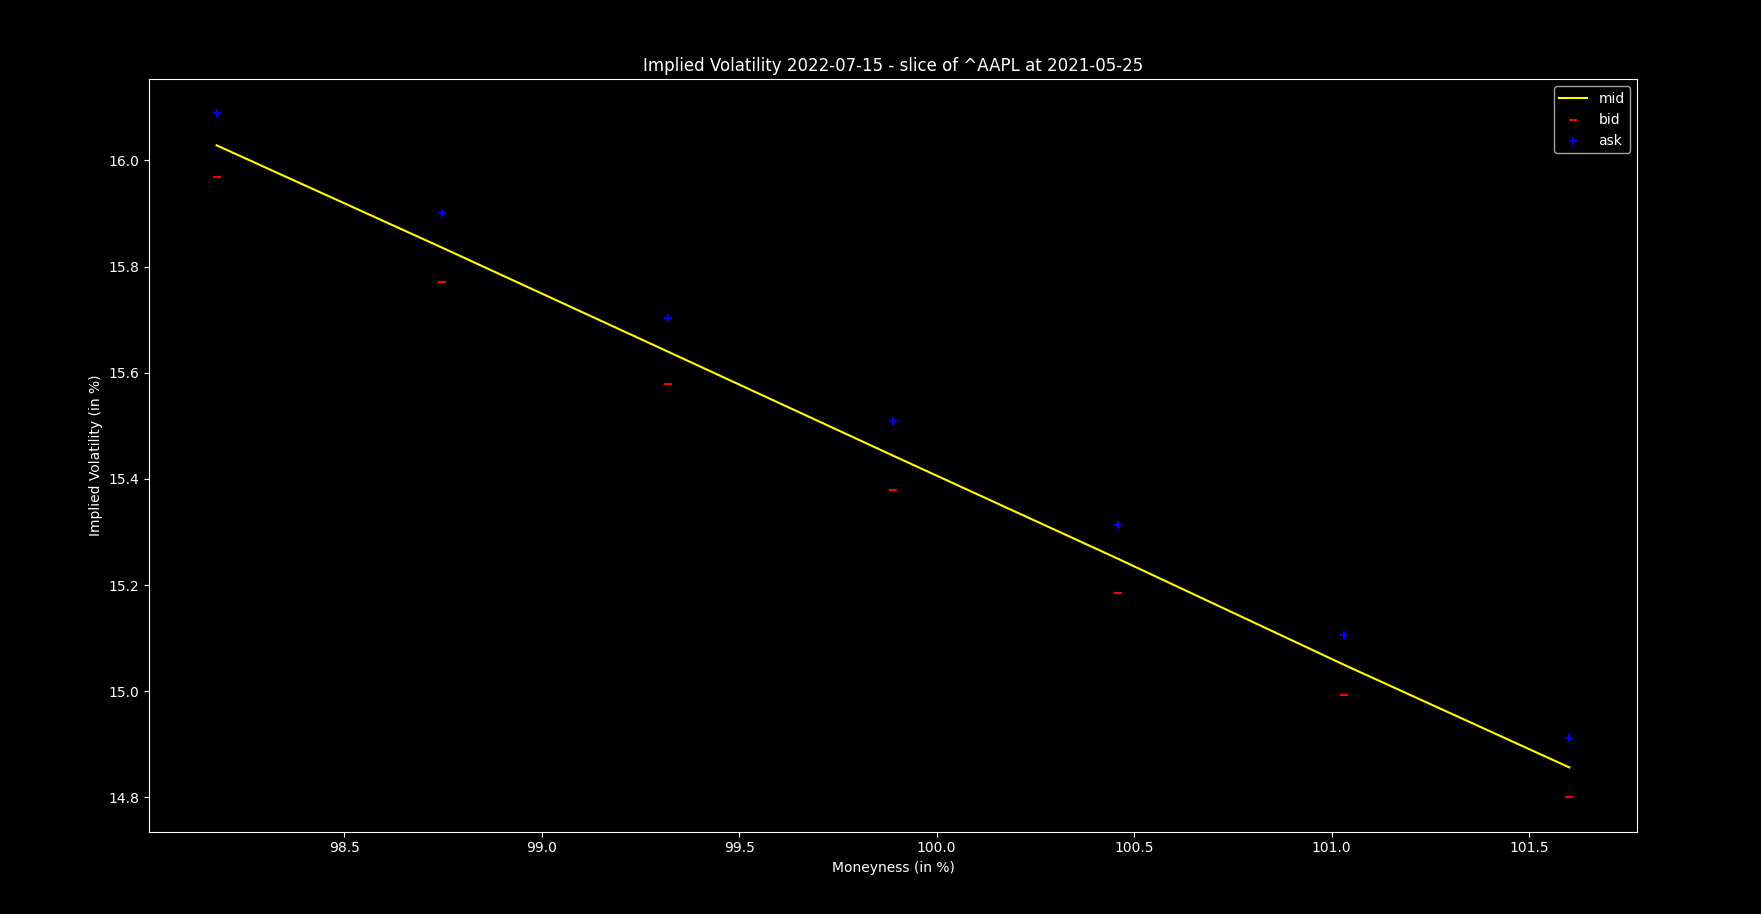 Implied Volatility 2022-07-15 - slice of ^AAPL at 2021-05-25
mid
bid
ask
16.0
15.8
15.6
15.4
15.2
15.0
14.8
Implied Volatility (in %)
98.5 99.0 99.5 100.0 100.5 101.0 101.5
Moneyness (in %)